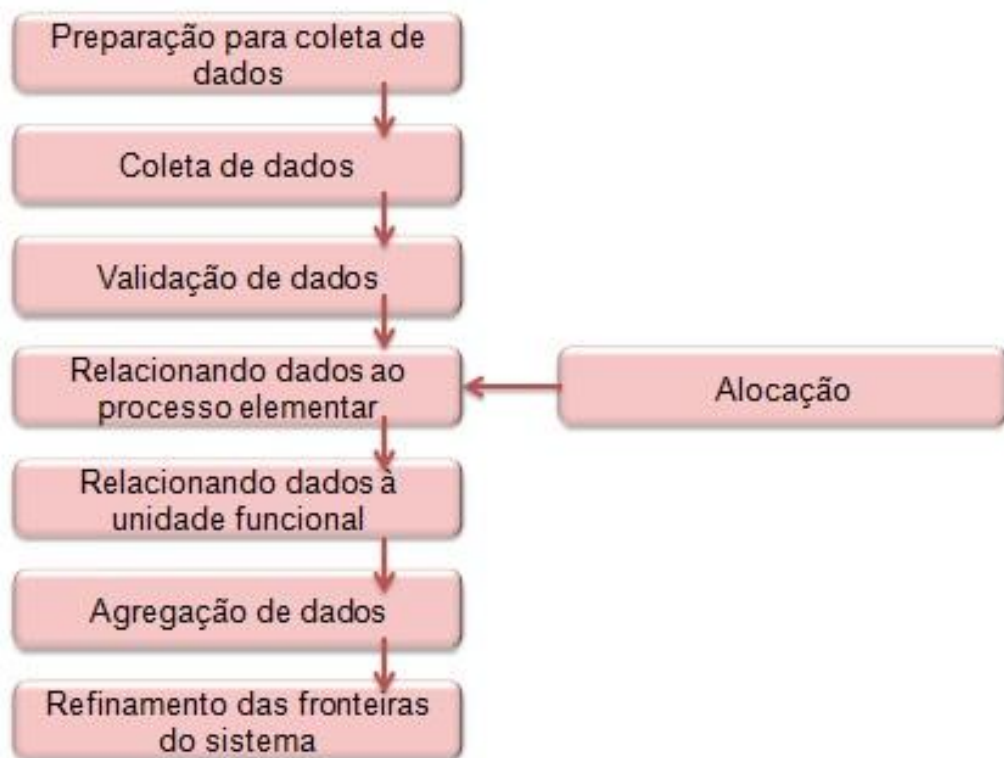 Preparação para coleta de
dados
Coleta de dados
Validação de dados
Relacionando dados ao
processo elementar
Alocação
Relacionando dados à
unidade funcional
Agregação de dados
Refinamento das fronteiras
do sistema